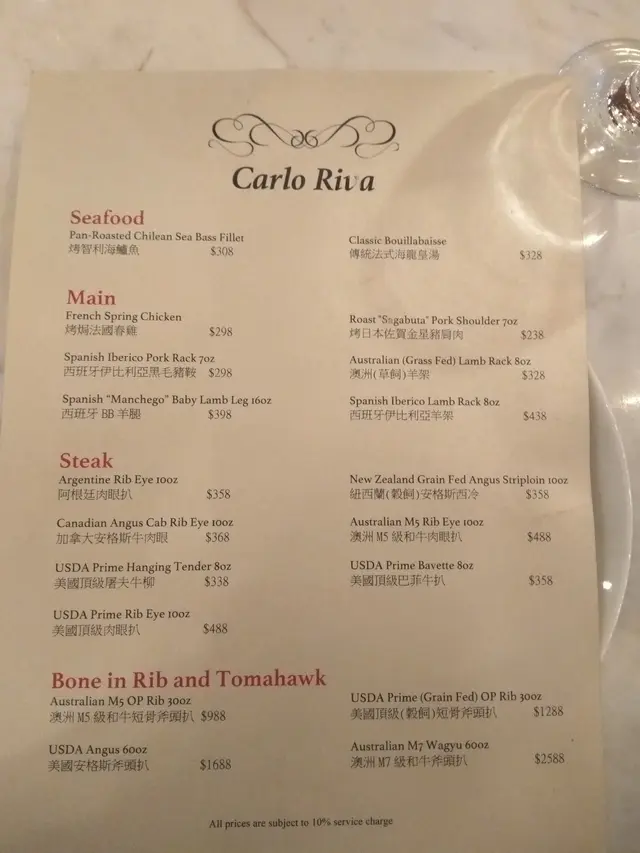 Carlo Riva
Seafood
Pan-Roasted Chilean Sea Bass Fillet
烤智利海鱸魚 $308
Classic Bouillabaisse
傳統法式海龍皇湯 $328
Main
French Spring Chicken
烤焗法國春雞 $298
Roast "Sagabuta" Pork Shoulder 7oz
烤日本佐賀金星豬肩肉 $238
Spanish Iberico Pork Rack 7oz
西班牙伊比利亞黑毛豬鞍 $298
Australian (Grass Fed) Lamb Rack 8oz
澳洲(草飼)羊架 $328
Spanish "Manchego" Baby Lamb Leg 16oz
西班牙 BB 羊腿 $398
Spanish Iberico Lamb Rack 8oz
西班牙伊比利亞羊架 $438
Steak
Argentine Rib Eye 10oz
阿根廷肉眼扒 $358
New Zealand Grain Fed Angus Striploin 10oz
紐西蘭(穀飼)安格斯西冷 $358
Canadian Angus Cab Rib Eye 10oz
加拿大安格斯牛肉眼 $368
Australian M5 Rib Eye 10oz
澳洲 M5 級和牛肉眼扒 $488
USDA Prime Hanging Tender 8oz
美國頂級屠夫牛柳 $338
USDA Prime Bavette 8oz
美國頂級巴菲牛扒 $358
USDA Prime Rib Eye 10oz
美國頂級肉眼扒 $488
Bone in Rib and Tomahawk
Australian M5 OP Rib 30oz
澳洲 M5 級和牛短骨斧頭扒 $988
USDA Prime (Grain Fed) OP Rib 30oz
美國頂級(穀飼)短骨斧頭扒 $1288
USDA Angus 60oz
美國安格斯斧頭扒 $1688
Australian M7 Wagyu 60oz
澳洲 M7 級和牛斧頭扒 $2588
All prices are subject to 10% service charge